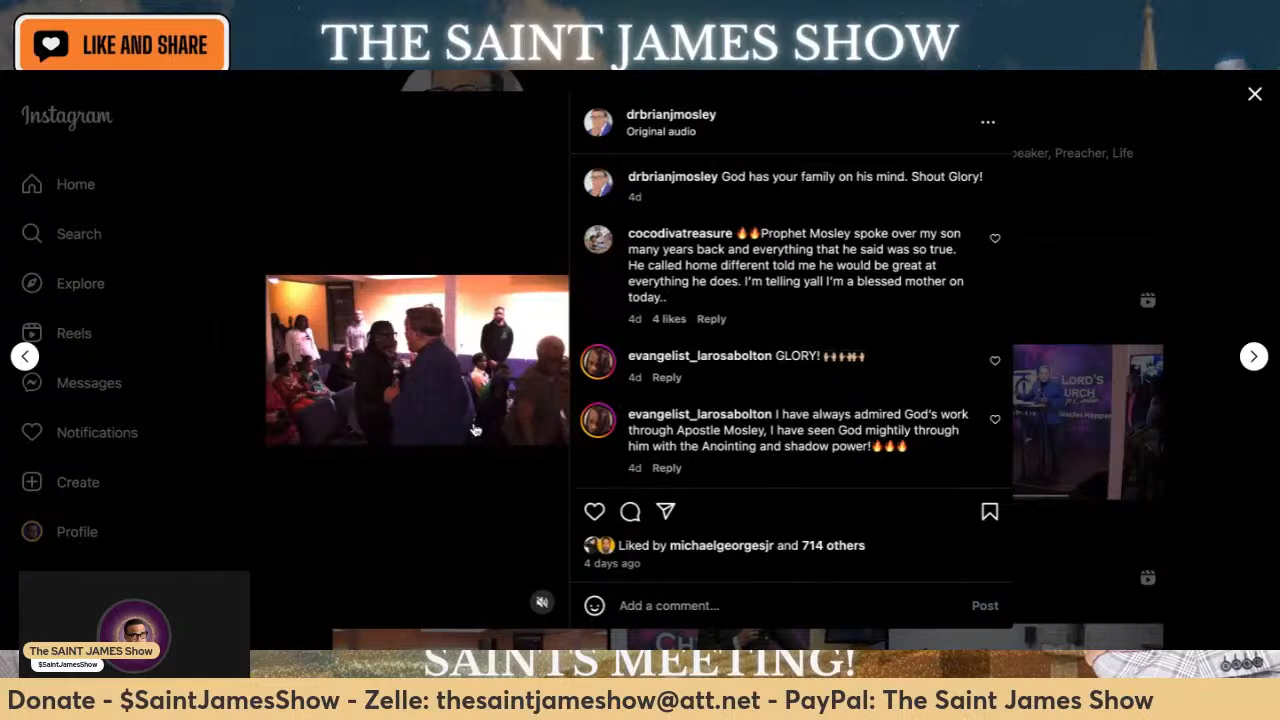 LIKE AND SHARE
THE SAINT JAMES SHOW
Instagram
Home
Search
Explore
Reels
Messages
Notifications
Create
Profile
drbrianjmosley
Original audio
drbrianjmosley God has your family on his mind. Shout Glory!
4d
cocodivatreasure 🔥🔥Prophet Mosley spoke over my son
many years back and everything that he said was so true.
He called home different told me he would be great at
everything he does. I'm telling yall I'm a blessed mother on
today..
4d 4 likes Reply
evangelist_larosabolton GLORY! 🙌🏽🙌🏽🙌🏽
4d Reply
evangelist_larosabolton I have always admired God's work
through Apostle Mosley, I have seen God mightily through
him with the Anointing and shadow power!🔥🔥🔥
4d Reply
Liked by michaelgeorgesjr and 714 others
4 days ago
Add a comment... Post
eaker, Preacher, Life
LORD'S
URCH
CH
The SAINT JAMES Show
$SaintJamesShow
SAINTS MEETING!
Donate - $SaintJamesShow - Zelle: thesaintjameshow@att.net - PayPal: The Saint James Show